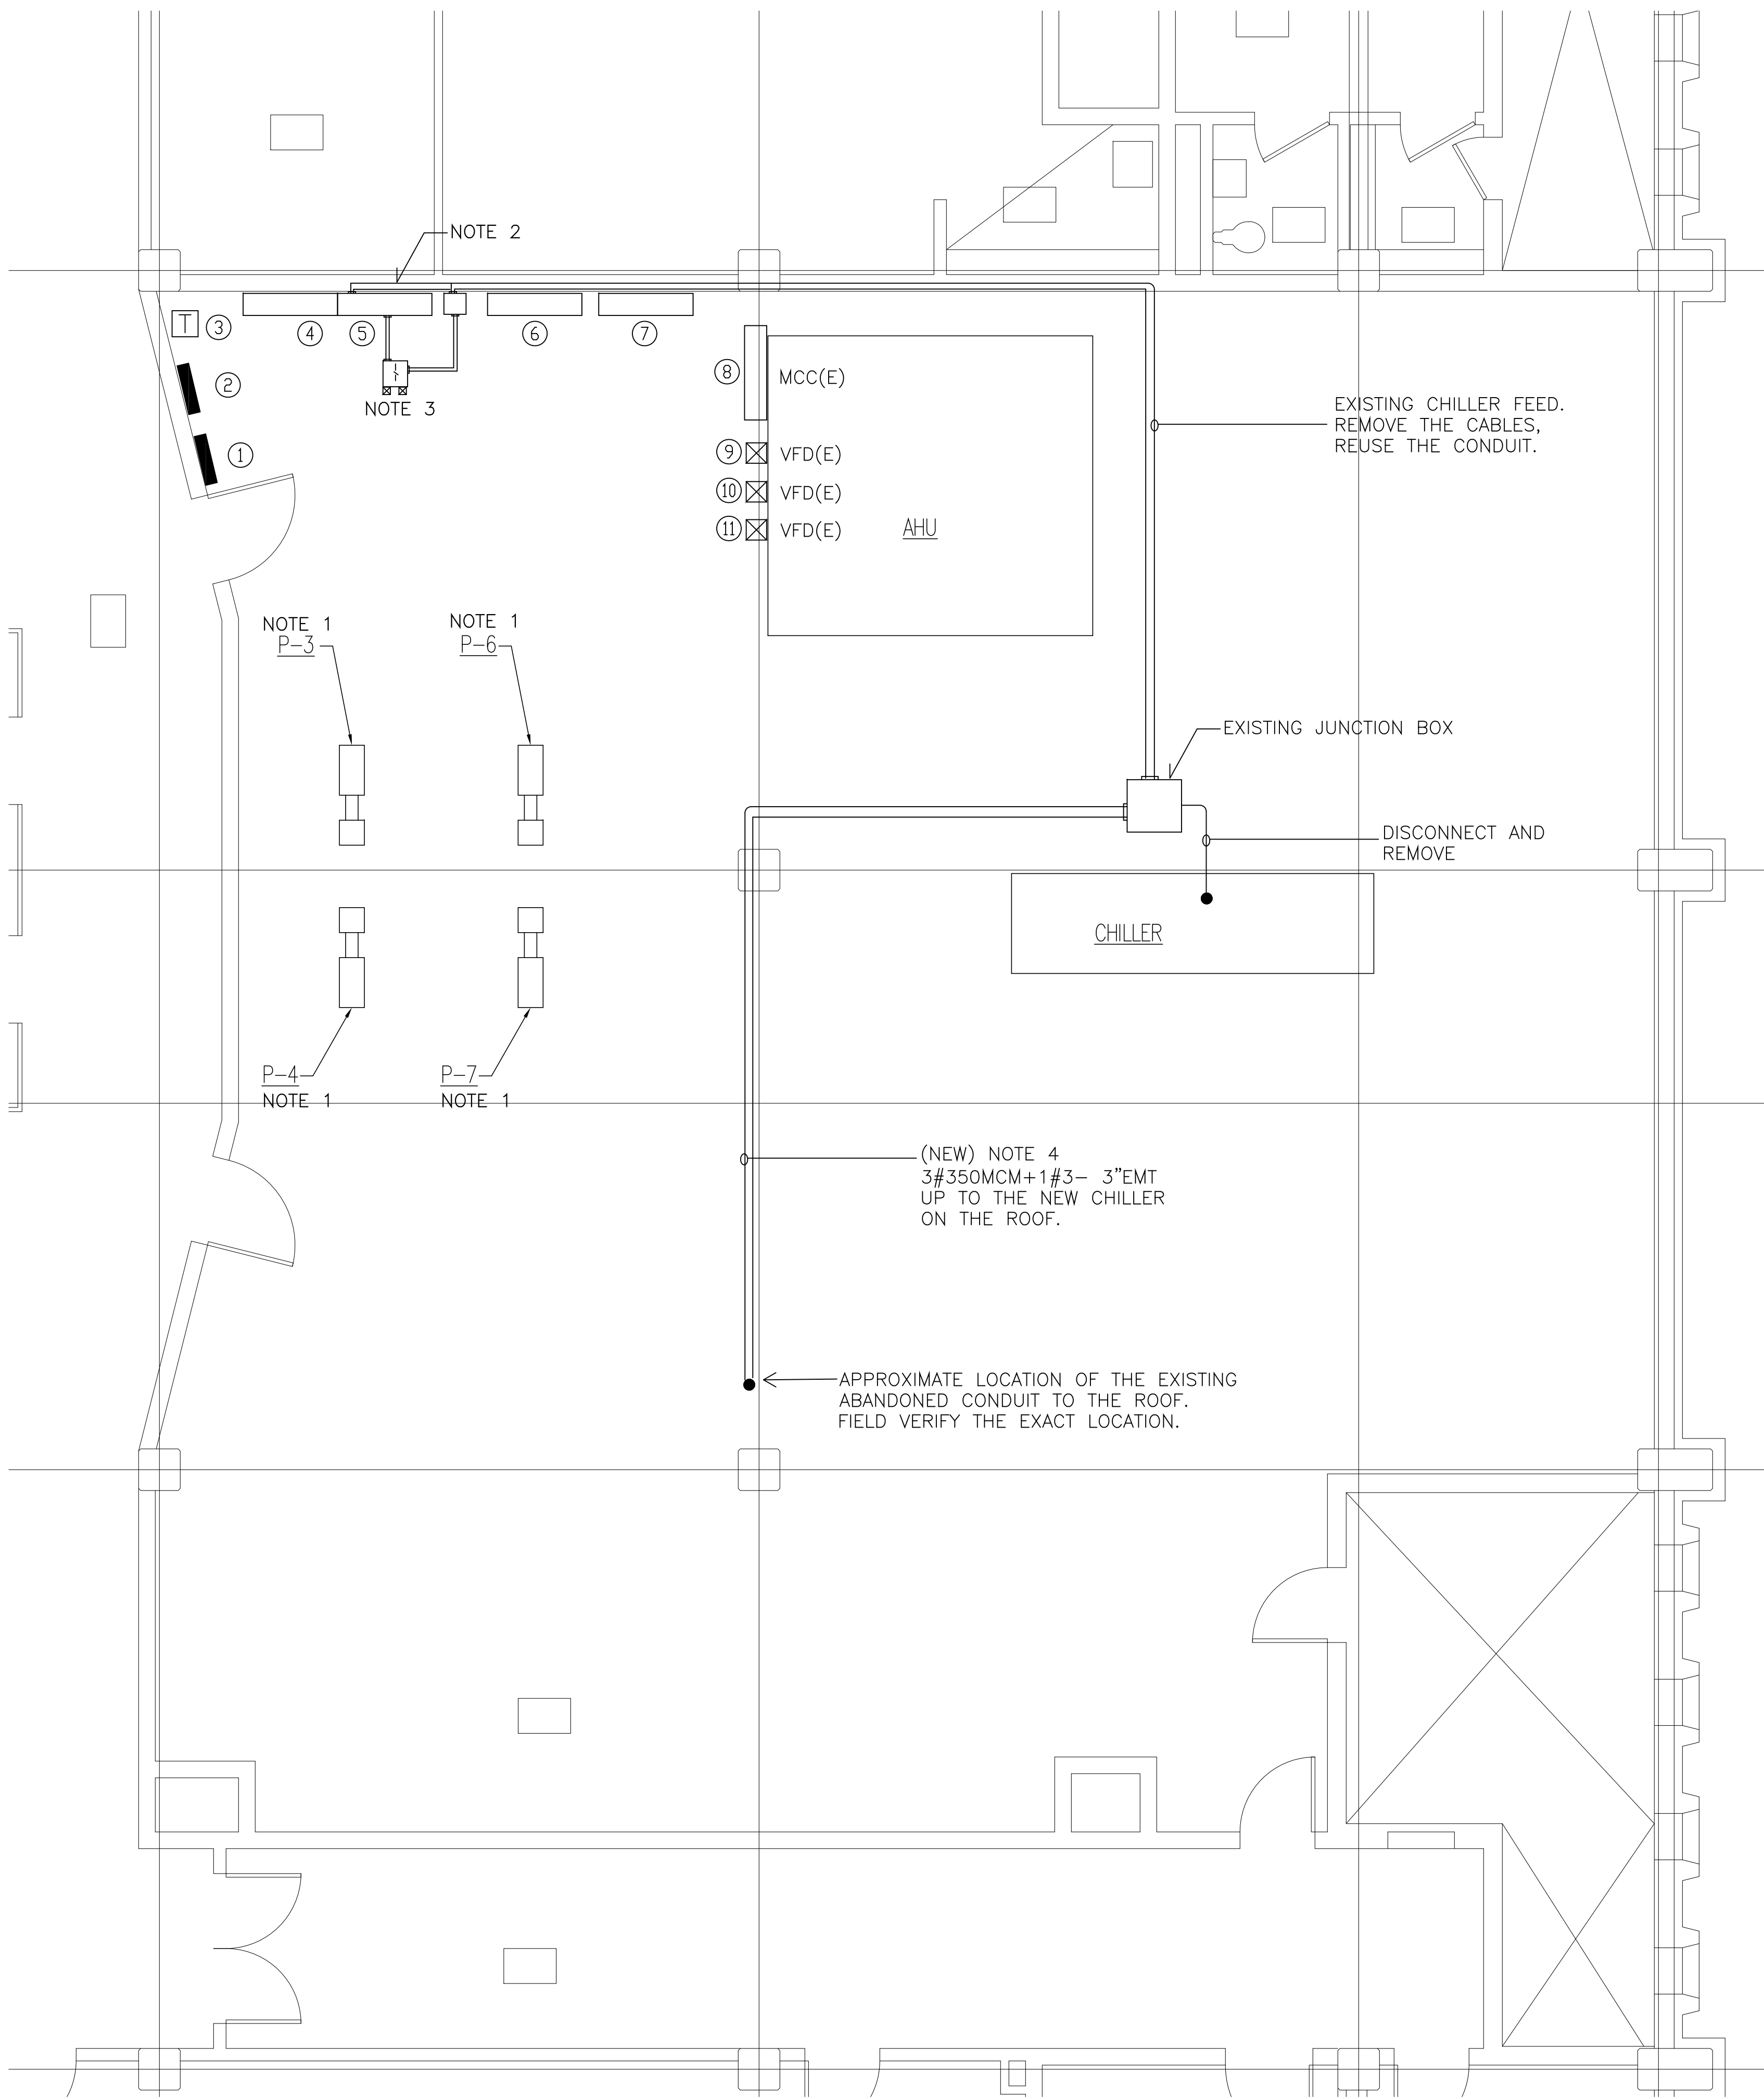 NOTE 2
T
3
4
5
6
7
2
1
NOTE 3
8
MCC(E)
9
VFD(E)
10
VFD(E)
11
VFD(E)
AHU
EXISTING CHILLER FEED.
REMOVE THE CABLES,
REUSE THE CONDUIT.
NOTE 1
P-3
NOTE 1
P-6
EXISTING JUNCTION BOX
DISCONNECT AND
REMOVE
CHILLER
P-4
NOTE 1
P-7
NOTE 1
(NEW) NOTE 4
3#350MCM+1#3- 3"EMT
UP TO THE NEW CHILLER
ON THE ROOF.
APPROXIMATE LOCATION OF THE EXISTING
ABANDONED CONDUIT TO THE ROOF.
FIELD VERIFY THE EXACT LOCATION.